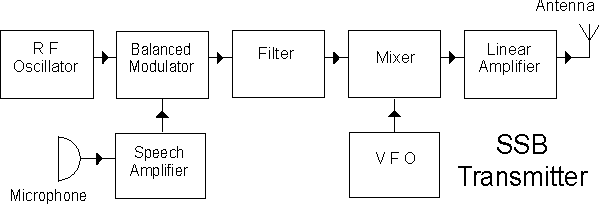 Antenna
R F
Oscillator
Balanced
Modulator
Filter
Mixer
Linear
Amplifier
Microphone
Speech
Amplifier
V F O
SSB
Transmitter